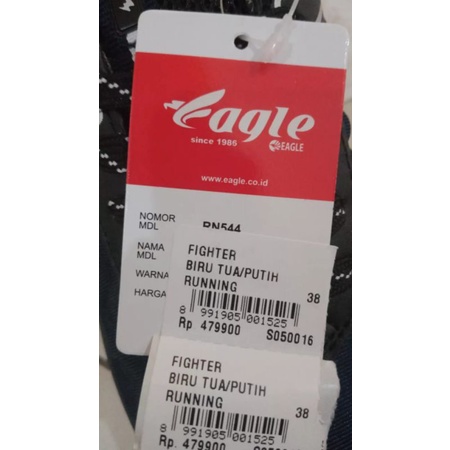 Eagle
since 1986
EAGLE
www.eagle.co.id
NOMOR
MDL
RN544
NAMA
MDL
WARNA
HARGA
FIGHTER
BIRU TUA/PUTIH
RUNNING
38
8 991905 001525
Rp 479900 S050016
FIGHTER
BIRU TUA/PUTIH
RUNNING
38
8 991905 001525
Rp. 479900